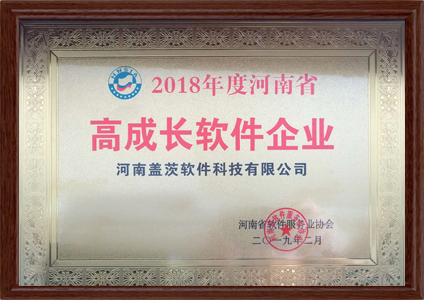 2018年度河南省
高成长软件企业
河南盖茨软件科技有限公司
河南省软件服务业协会
二〇一九年二月